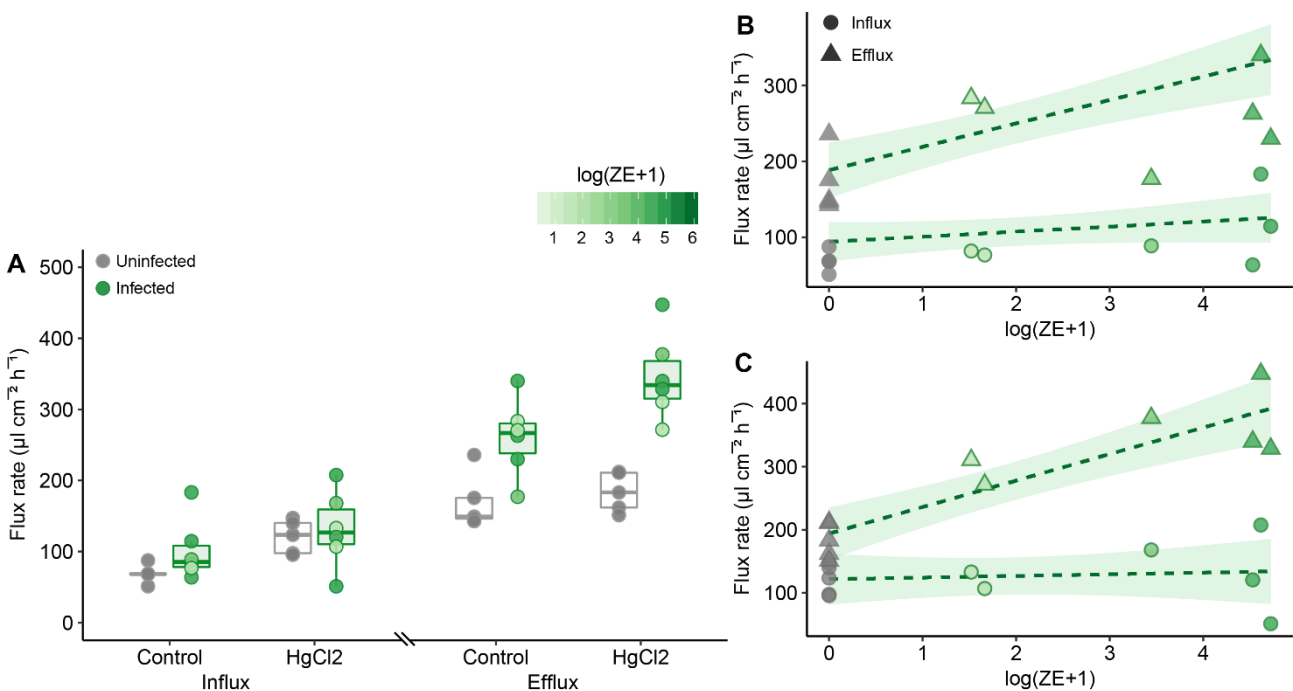 log(ZE+1)
1 2 3 4 5 6
A
Uninfected
Infected
Flux rate (µl cm⁻² h⁻¹)
500
400
300
200
100
0
Control HgCl2 Control HgCl2
Influx Efflux
B
Influx
Efflux
Flux rate (µl cm⁻² h⁻¹)
300
200
100
0 1 2 3 4
log(ZE+1)
C
Flux rate (µl cm⁻² h⁻¹)
400
300
200
100
0 1 2 3 4
log(ZE+1)